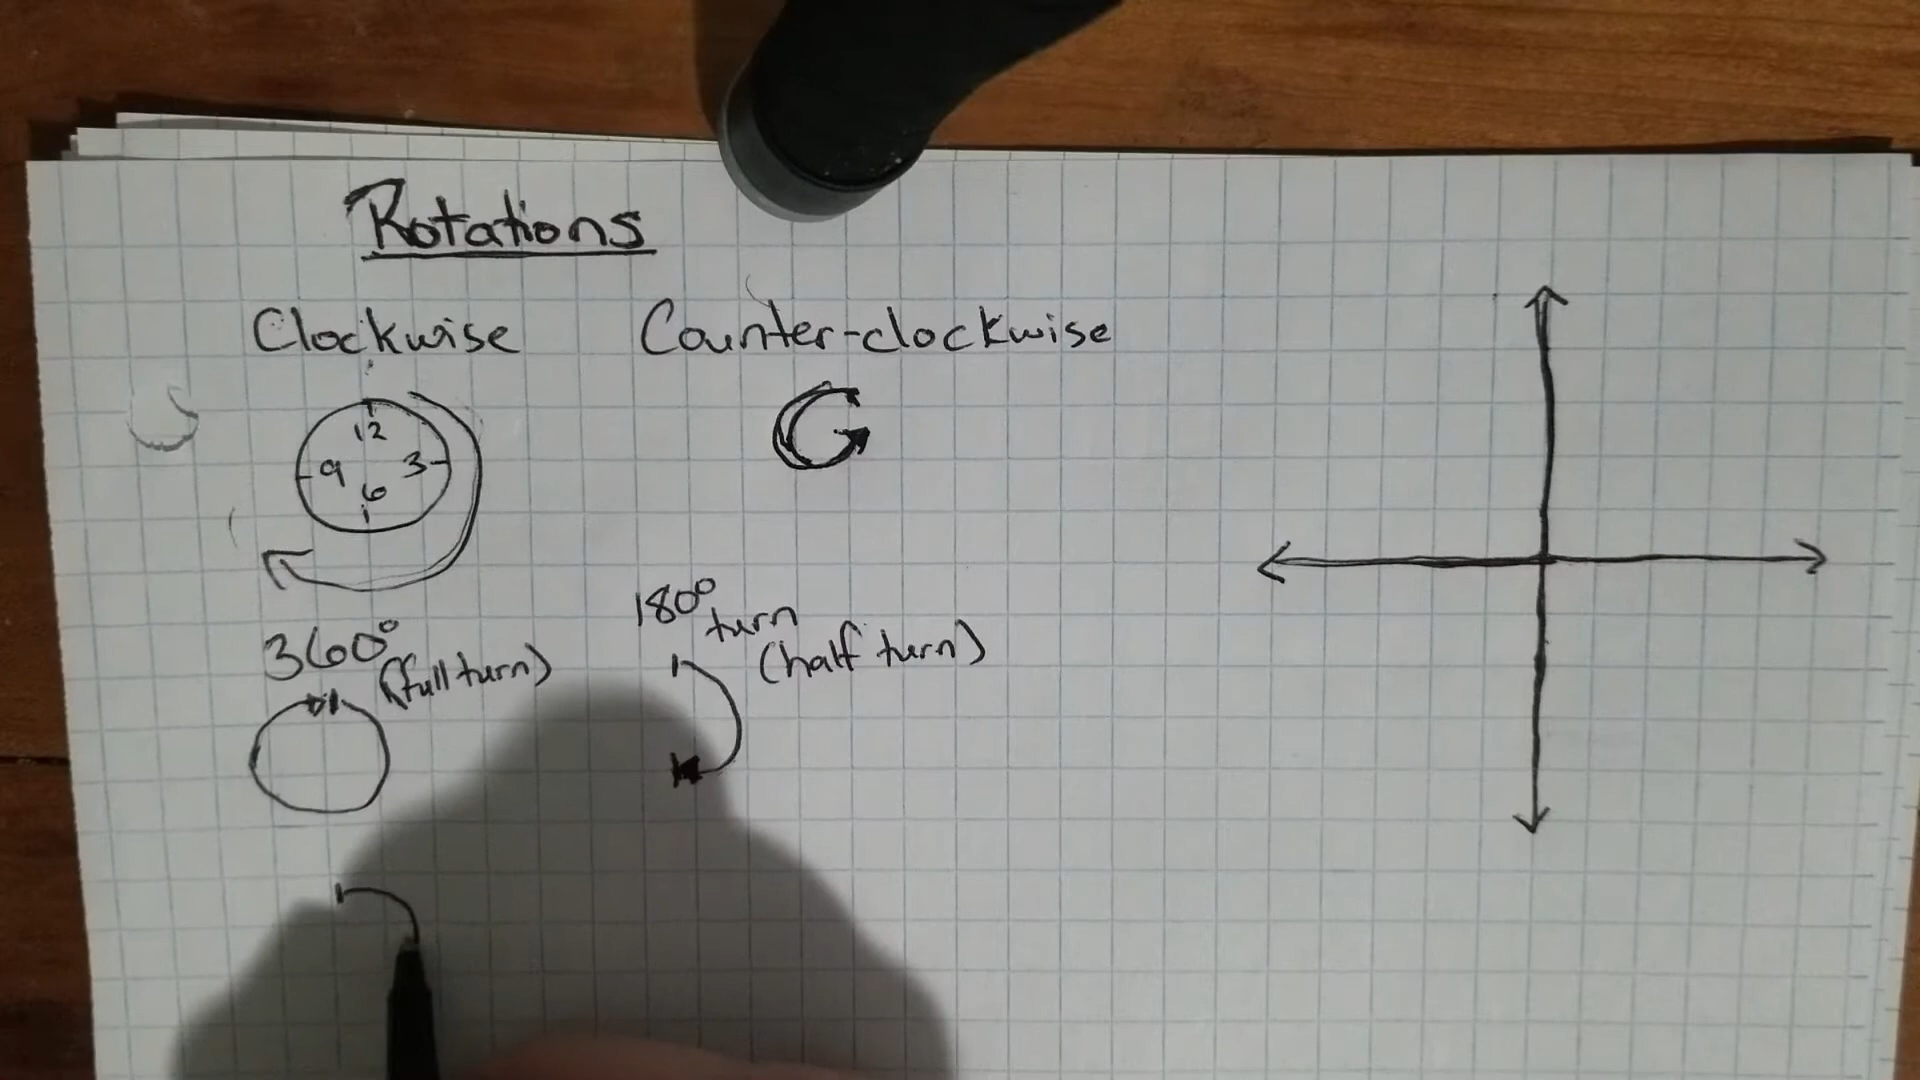 Rotations
Clockwise
Counter-clockwise
12
9 3
6
360°
(full turn)
180°
turn
(half turn)